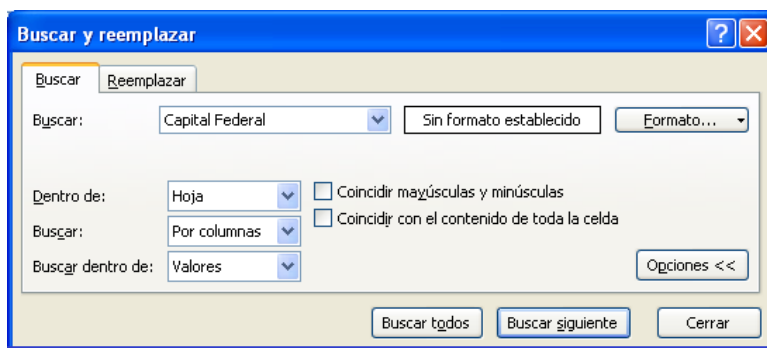 Buscar y reemplazar
Buscar Reemplazar
Buscar: Capital Federal Sin formato establecido Formato...
Dentro de: Hoja Coincidir mayúsculas y minúsculas
Buscar: Por columnas Coincidir con el contenido de toda la celda
Buscar dentro de: Valores Opciones <<
Buscar todos Buscar siguiente Cerrar